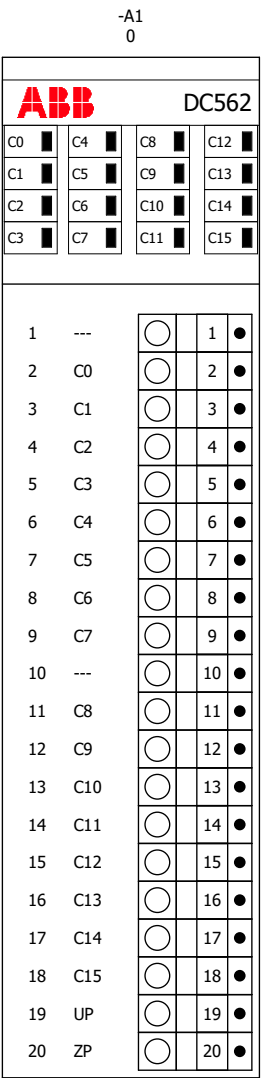 -A1
0
ABB DC562
C0 C4 C8 C12
C1 C5 C9 C13
C2 C6 C10 C14
C3 C7 C11 C15
1 --- 1
2 C0 2
3 C1 3
4 C2 4
5 C3 5
6 C4 6
7 C5 7
8 C6 8
9 C7 9
10 --- 10
11 C8 11
12 C9 12
13 C10 13
14 C11 14
15 C12 15
16 C13 16
17 C14 17
18 C15 18
19 UP 19
20 ZP 20